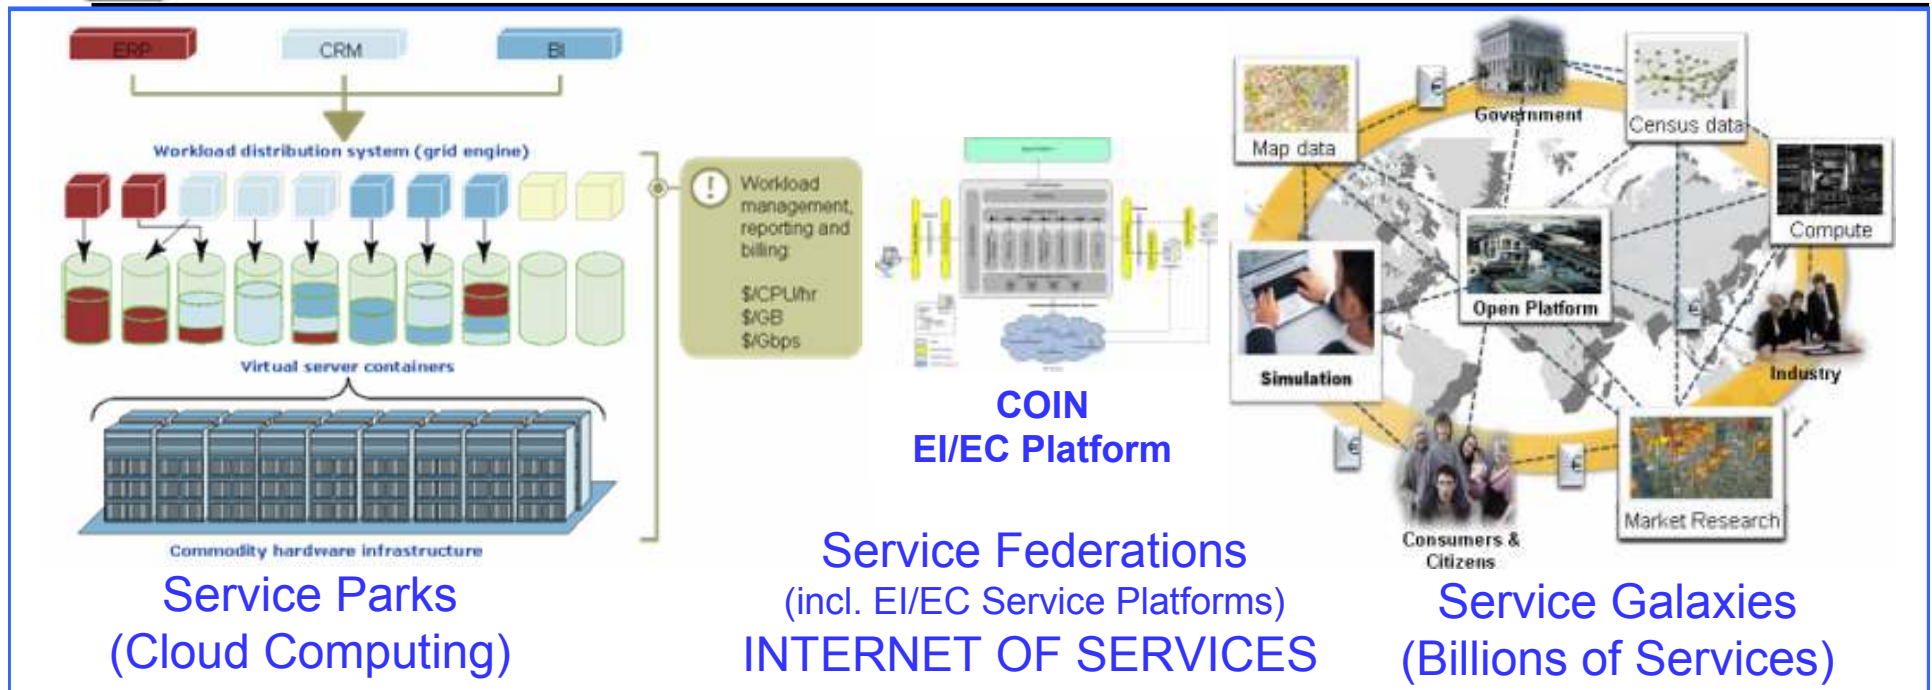 ERP
CRM
BI
Workload distribution system (grid engine)
Workload
management,
reporting and
billing:
$/CPU/hr
$/GB
$/Gbps
Virtual server containers
Commodity hardware infrastructure
Service Parks
(Cloud Computing)
COIN
EI/EC Platform
Service Federations
(incl. EI/EC Service Platforms)
INTERNET OF SERVICES
Government
Map data
Census data
Compute
Open Platform
Simulation
Industry
Market Research
Consumers &
Citizens
Service Galaxies
(Billions of Services)